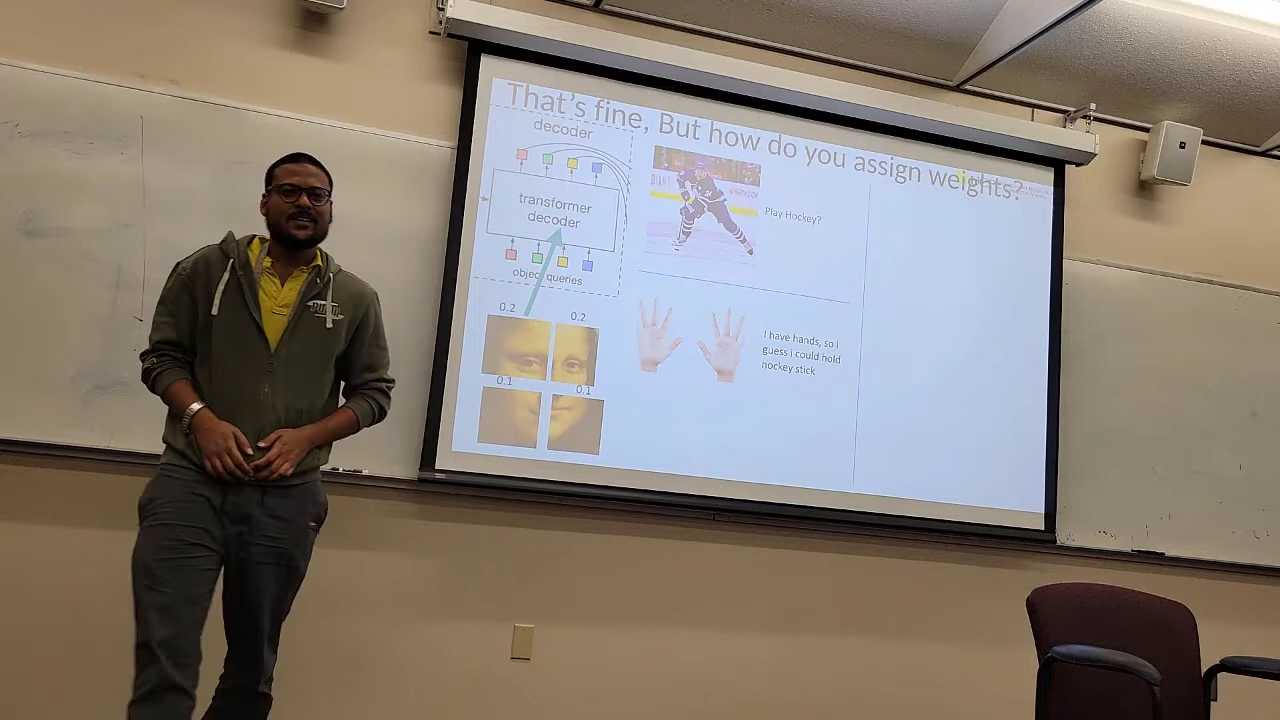 That's fine, But how do you assign weights?
decoder
transformer
decoder
object queries
0.2
0.2
0.1
0.1
Play Hockey?
I have hands, so i
guess i could hold
hockey stick
PUMA